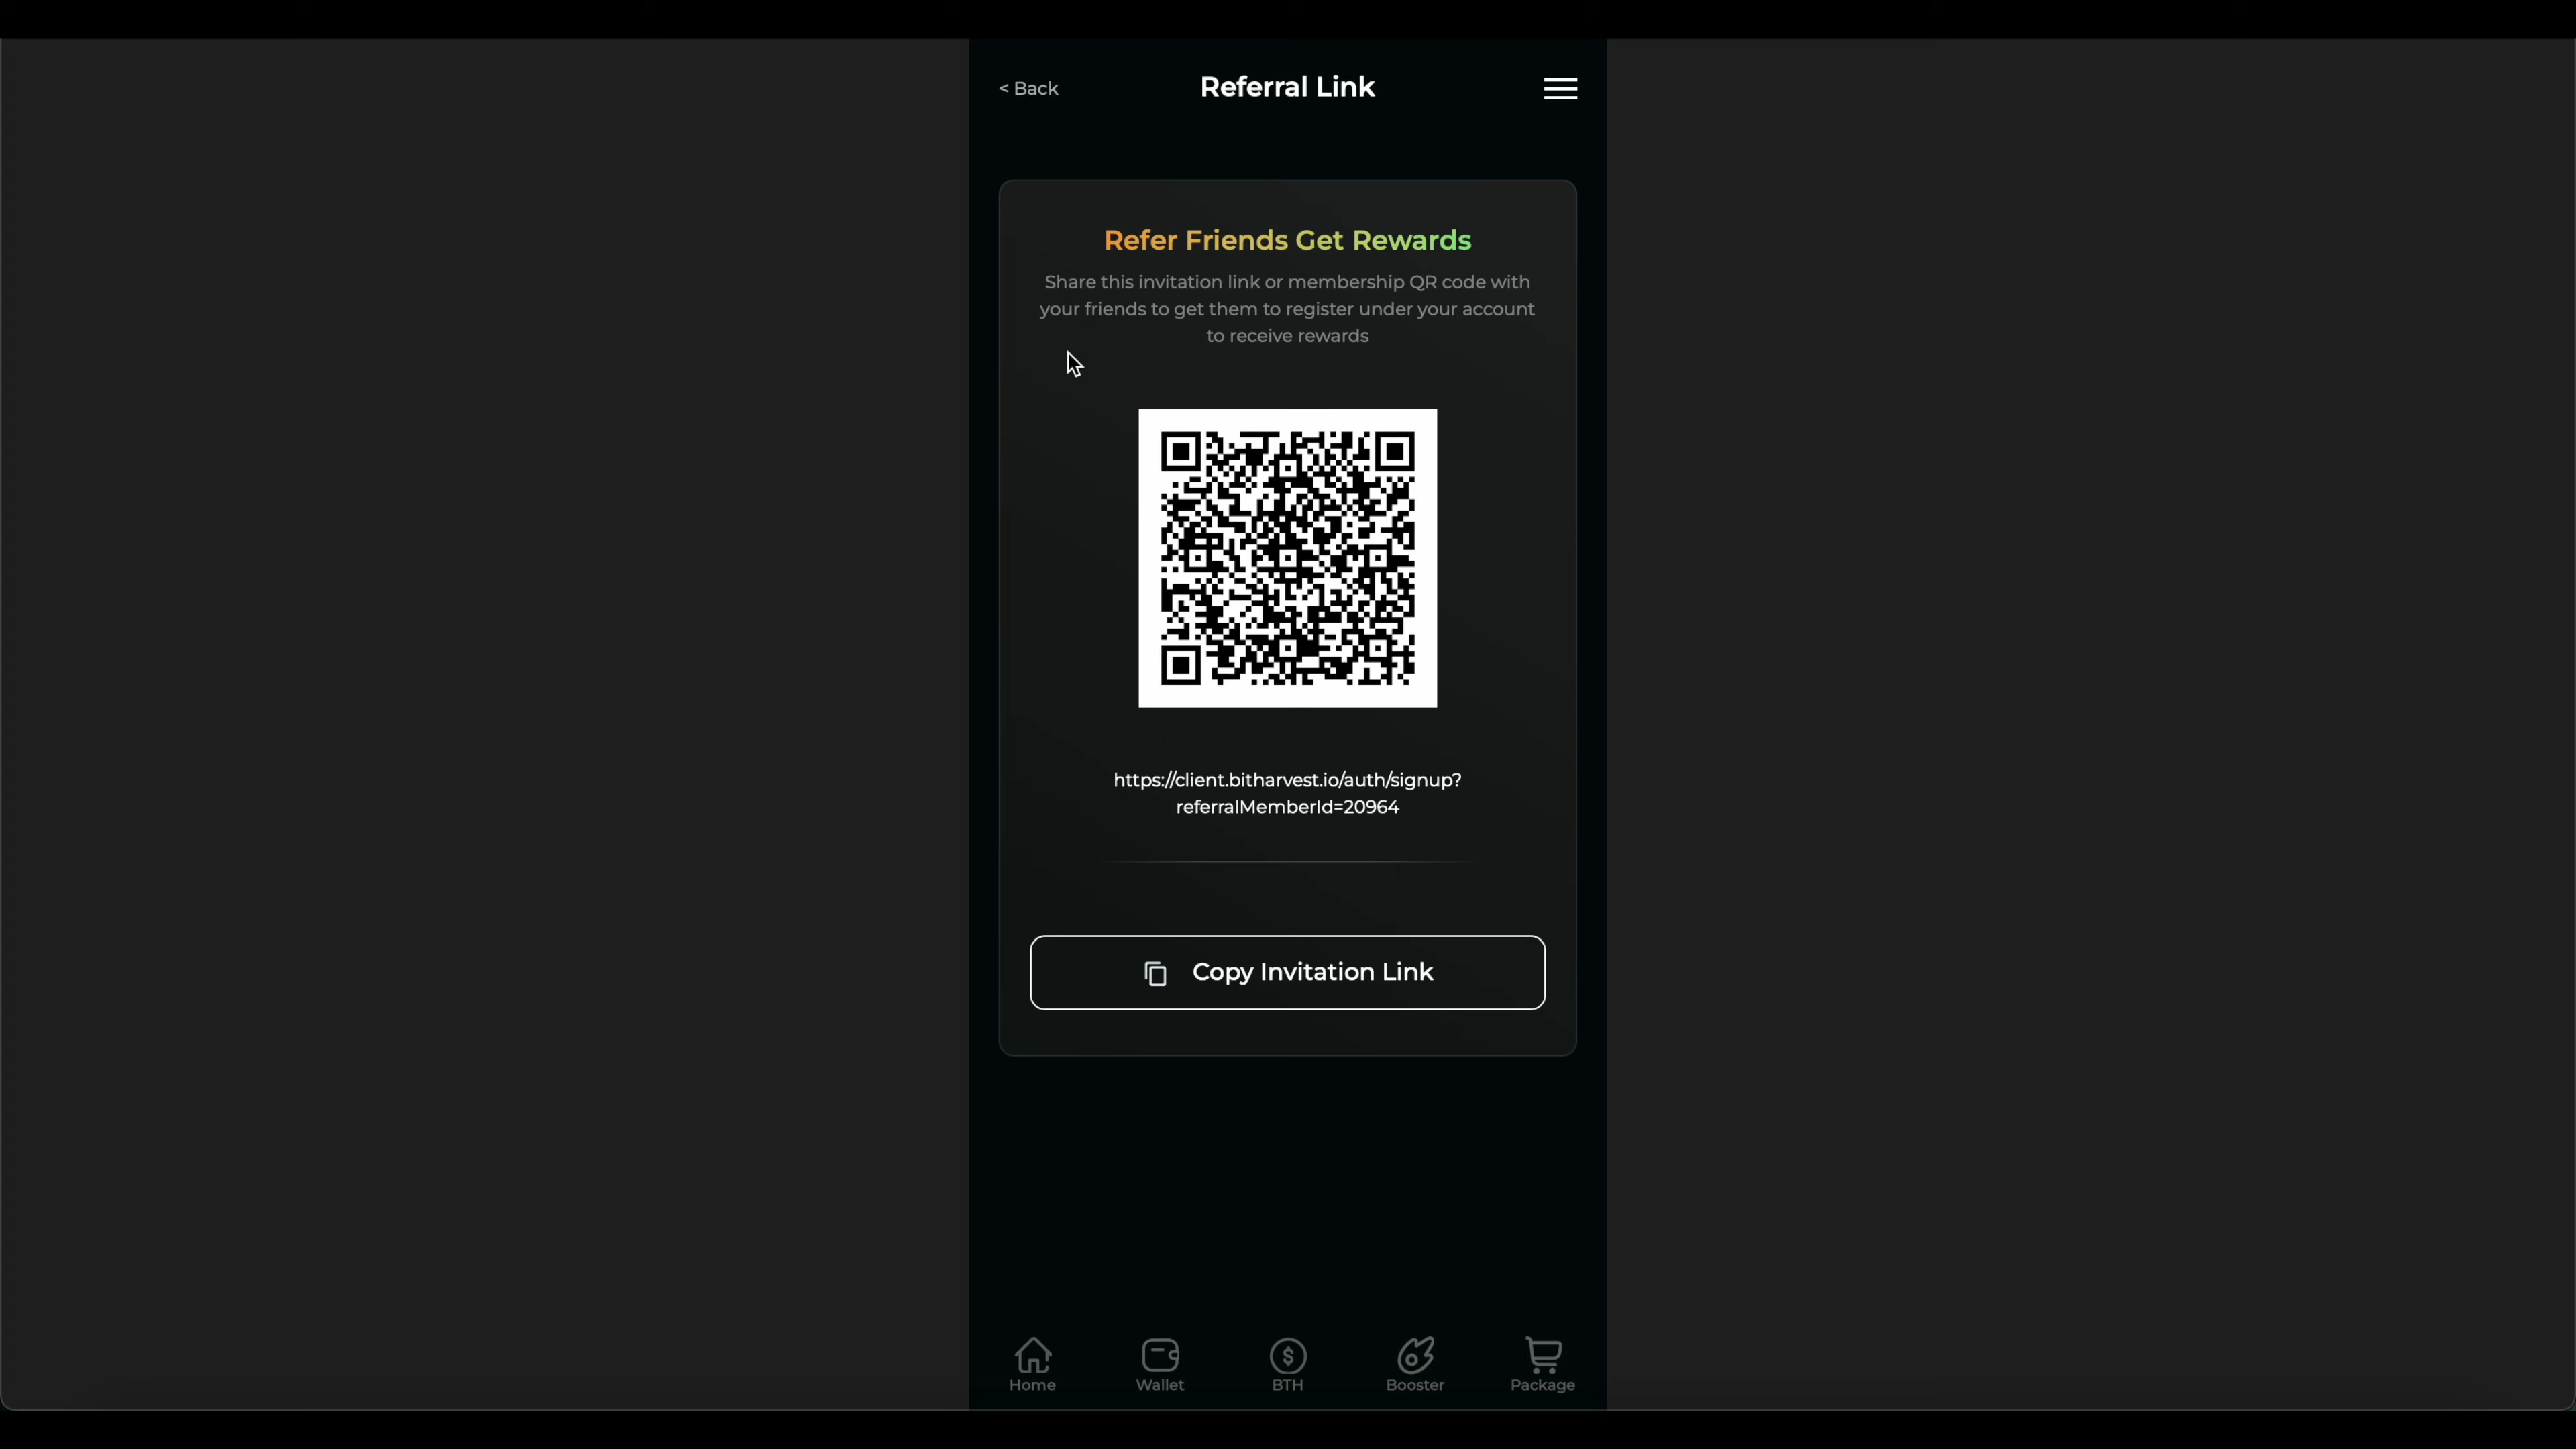 < Back
Referral Link
Refer Friends Get Rewards
Share this invitation link or membership QR code with
your friends to get them to register under your account
to receive rewards
https://client.bitharvest.io/auth/signup?
referralMemberId=20964
Copy Invitation Link
Home
Wallet
BTH
Booster
Package